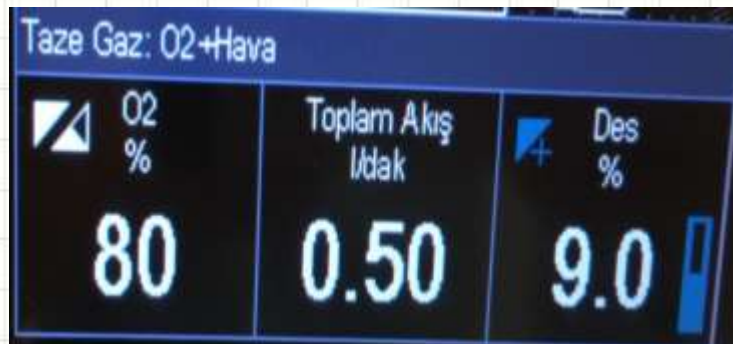 Taze Gaz: O2+Hava
O2
%
80
Toplam Akış
l/dak
0.50
Des
%
9.0